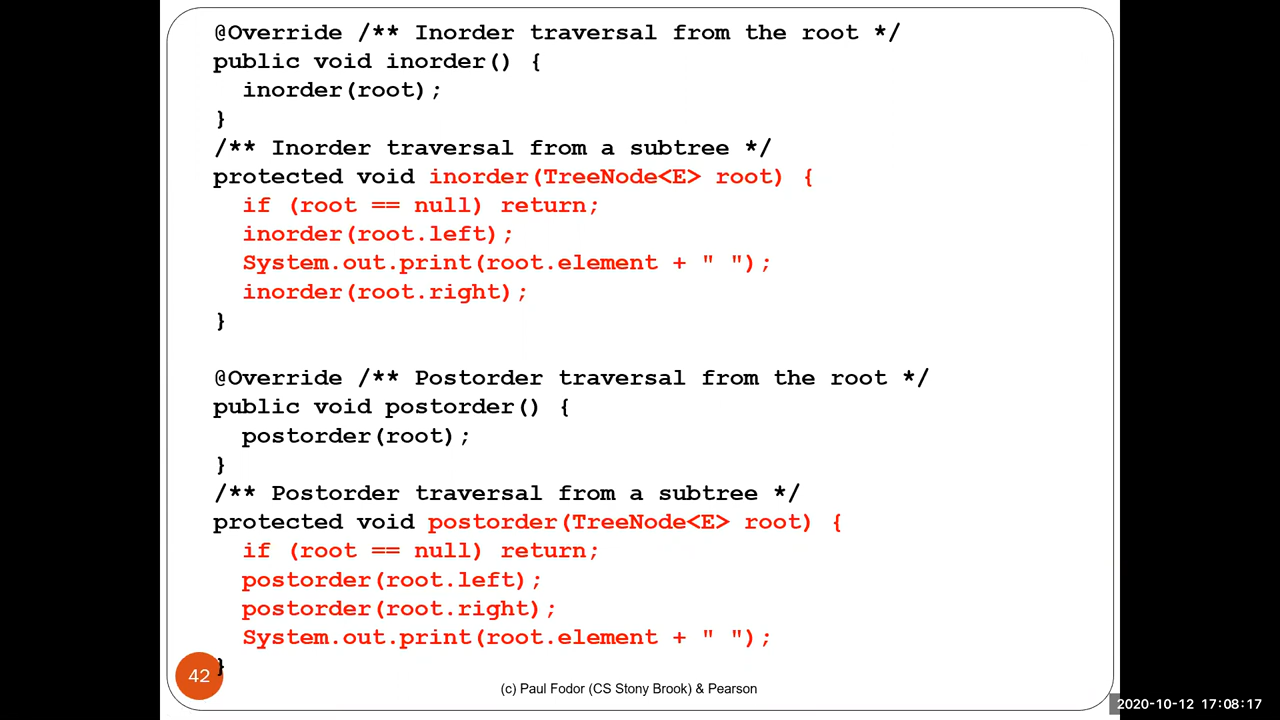 @Override /** Inorder traversal from the root */
public void inorder() {
  inorder(root);
}
/** Inorder traversal from a subtree */
protected void inorder(TreeNode<E> root) {
  if (root == null) return;
  inorder(root.left);
  System.out.print(root.element + " ");
  inorder(root.right);
}

@Override /** Postorder traversal from the root */
public void postorder() {
  postorder(root);
}
/** Postorder traversal from a subtree */
protected void postorder(TreeNode<E> root) {
  if (root == null) return;
  postorder(root.left);
  postorder(root.right);
  System.out.print(root.element + " ");
}
42
(c) Paul Fodor (CS Stony Brook) & Pearson
2020-10-12 17:08:17